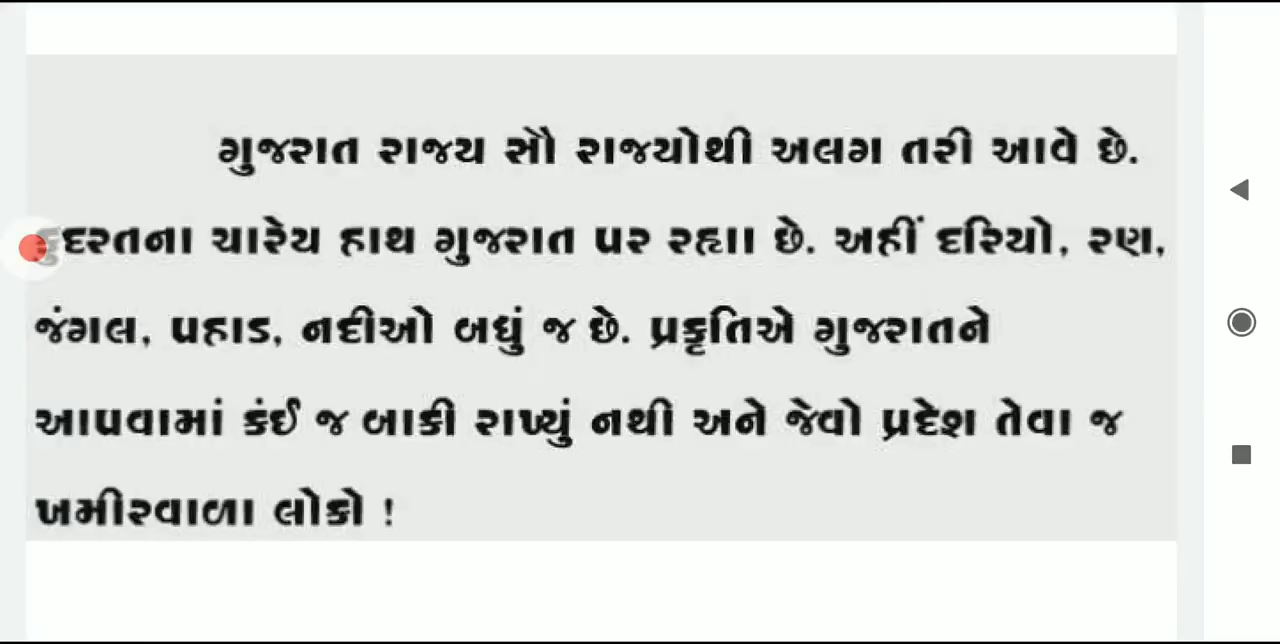 ગુજરાત રાજ્ય સૌ રાજ્યોથી અલગ તરી આવે છે.
કુદરતના ચારેય હાથ ગુજરાત પર રહ્યા છે. અહીં દરિયો, રણ,
જંગલ, પહાડ, નદીઓ બધું જ છે. પ્રકૃતિએ ગુજરાતને
આપવામાં કંઈ જ બાકી રાખ્યું નથી અને જેવો પ્રદેશ તેવા જ
ખમીરવાળા લોકો !